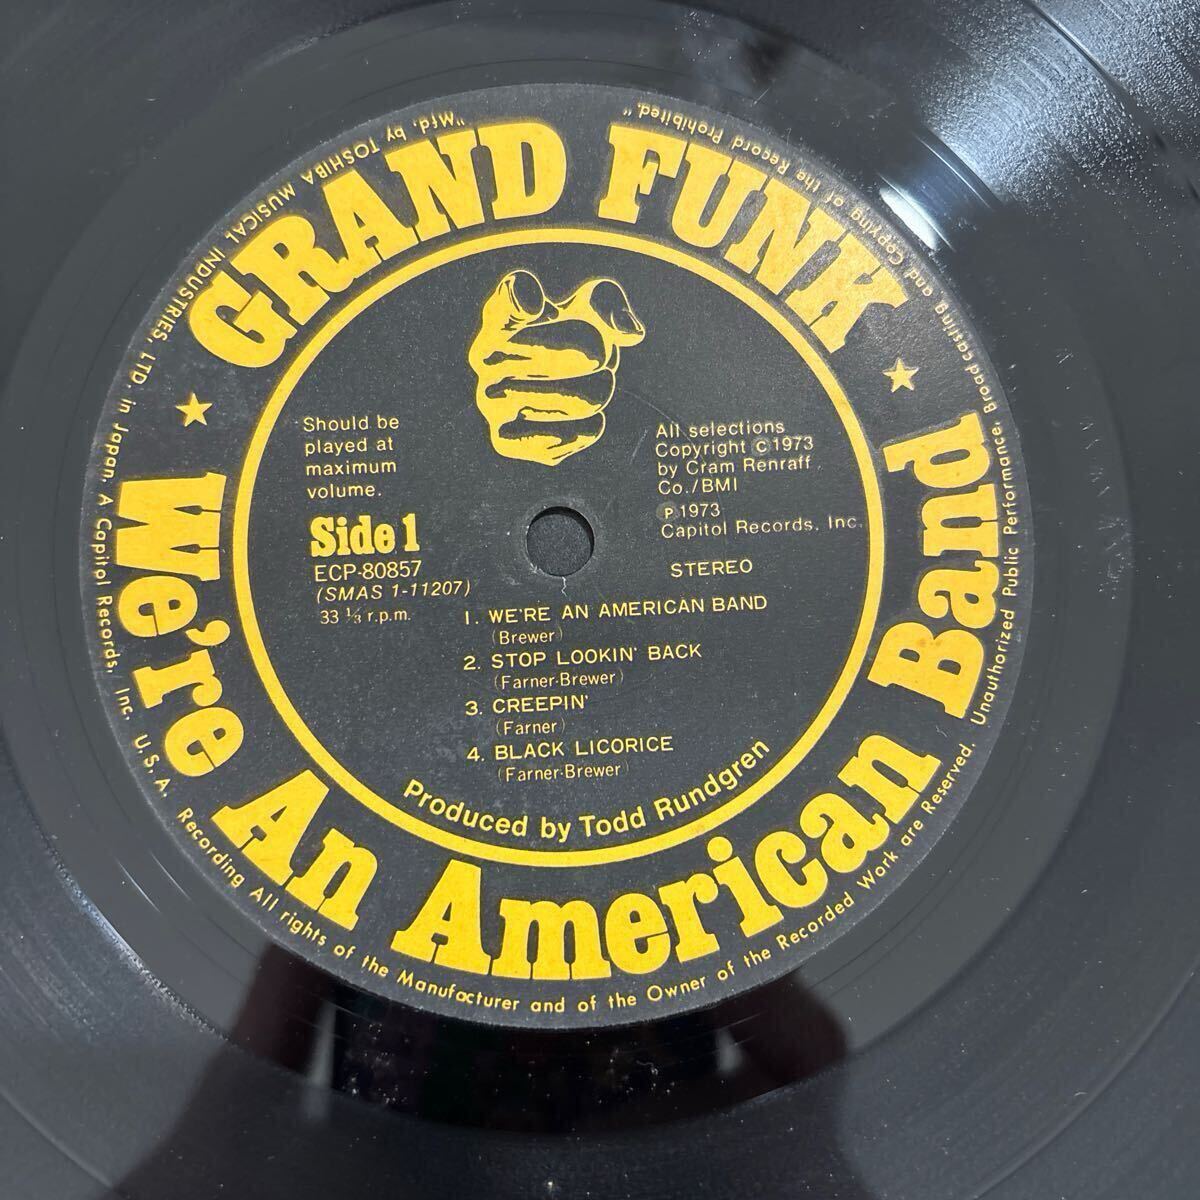 GRAND FUNK
★ We're An American Band ★
Should be
played at
maximum
volume.
Side 1
ECP-80857
(SMAS 1-11207)
33 ⅓ r.p.m.
All selections
Copyright ©1973
by Cram Renraff
Co./BMI
℗1973
Capitol Records, Inc.
STEREO
1. WE'RE AN AMERICAN BAND
(Brewer)
2. STOP LOOKIN' BACK
(Farner-Brewer)
3. CREEPIN'
(Farner)
4. BLACK LICORICE
(Farner-Brewer)
Produced by Todd Rundgren
"Mfd. by TOSHIBA MUSICAL INDUSTRIES, LTD. in Japan. A Capitol Records, Inc. U.S.A. Recording All rights of the Manufacturer and of the Owner of the Recorded Work are Reserved. Unauthorized Public Performance, Broadcasting and Copying of the Record Prohibited."